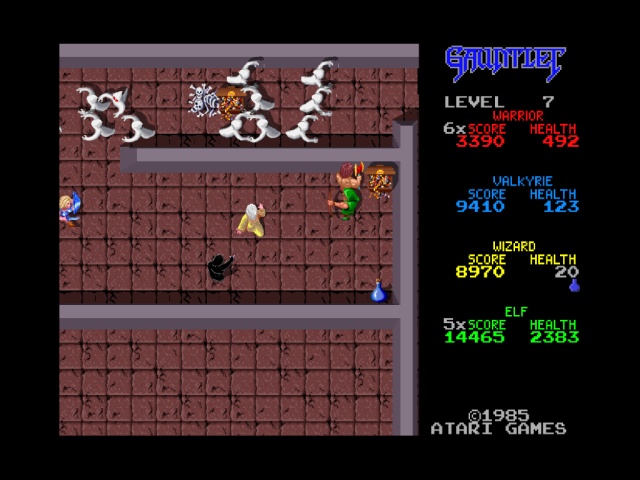 GAUNTLET
LEVEL 7
WARRIOR
6x SCORE HEALTH
3390 492
VALKYRIE
SCORE HEALTH
9410 123
WIZARD
SCORE HEALTH
8970 20
ELF
5x SCORE HEALTH
14465 2383
©1985
ATARI GAMES